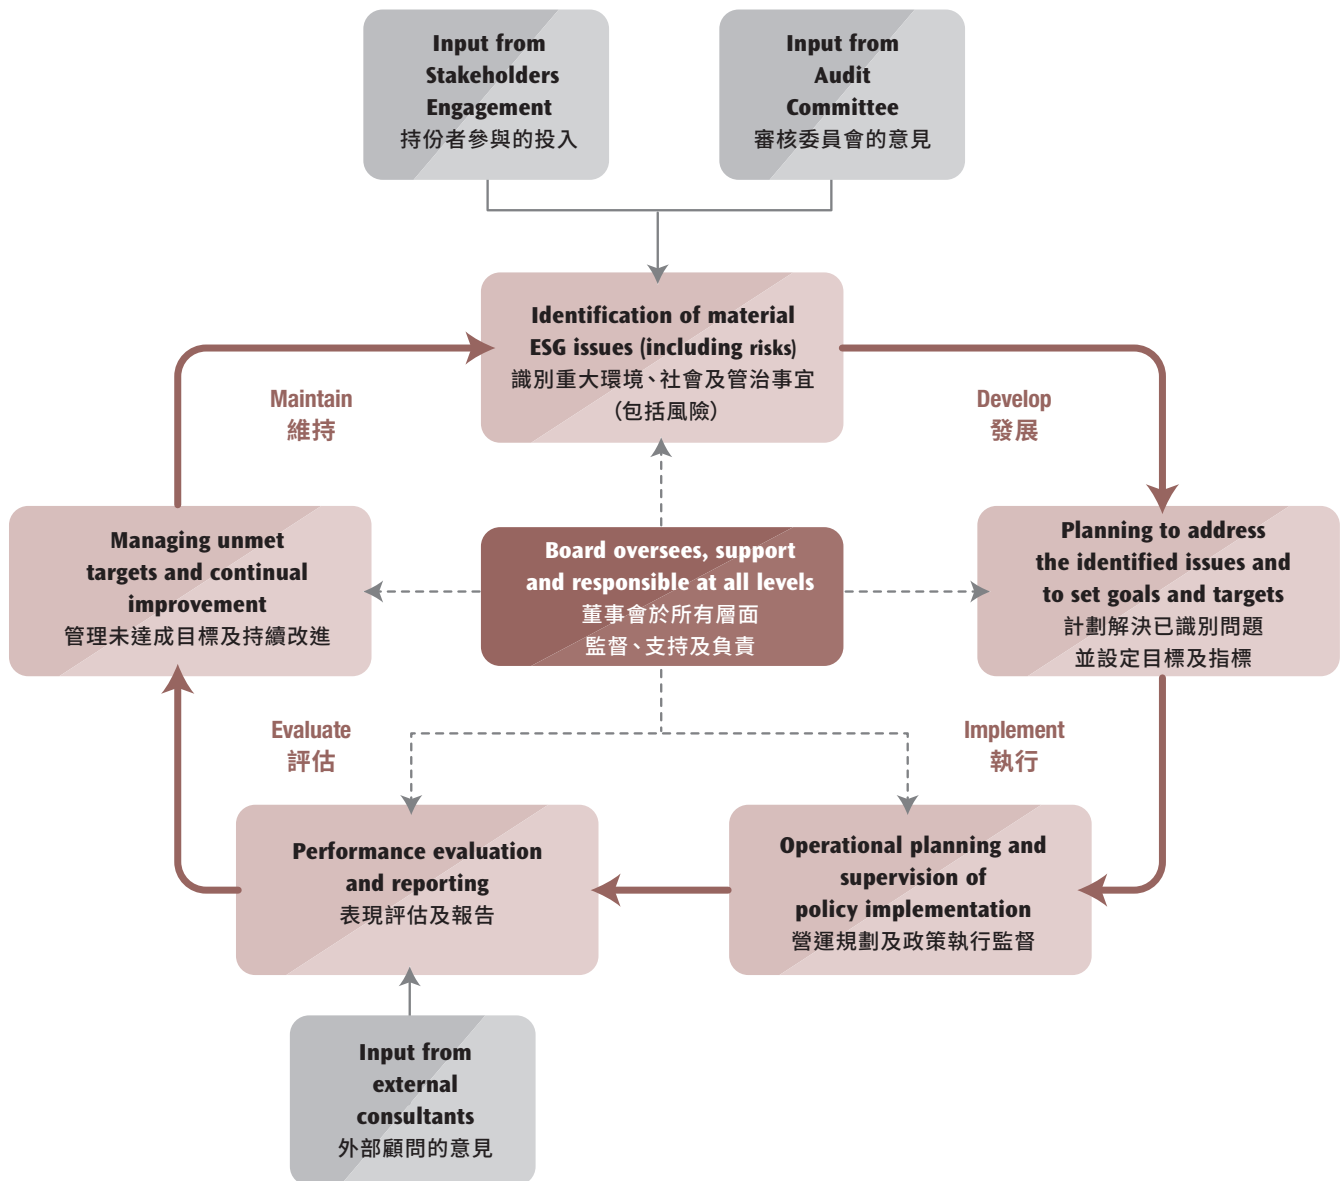 Input from
Stakeholders
Engagement
持份者參與的投入
Input from
Audit
Committee
審核委員會的意見
Identification of material
ESG issues (including risks)
識別重大環境、社會及管治事宜
（包括風險）
Maintain
維持
Develop
發展
Managing unmet
targets and continual
improvement
管理未達成目標及持續改進
Board oversees, support
and responsible at all levels
董事會於所有層面
監督、支持及負責
Planning to address
the identified issues and
to set goals and targets
計劃解決已識別問題
並設定目標及指標
Evaluate
評估
Implement
執行
Performance evaluation
and reporting
表現評估及報告
Operational planning and
supervision of
policy implementation
營運規劃及政策執行監督
Input from
external
consultants
外部顧問的意見